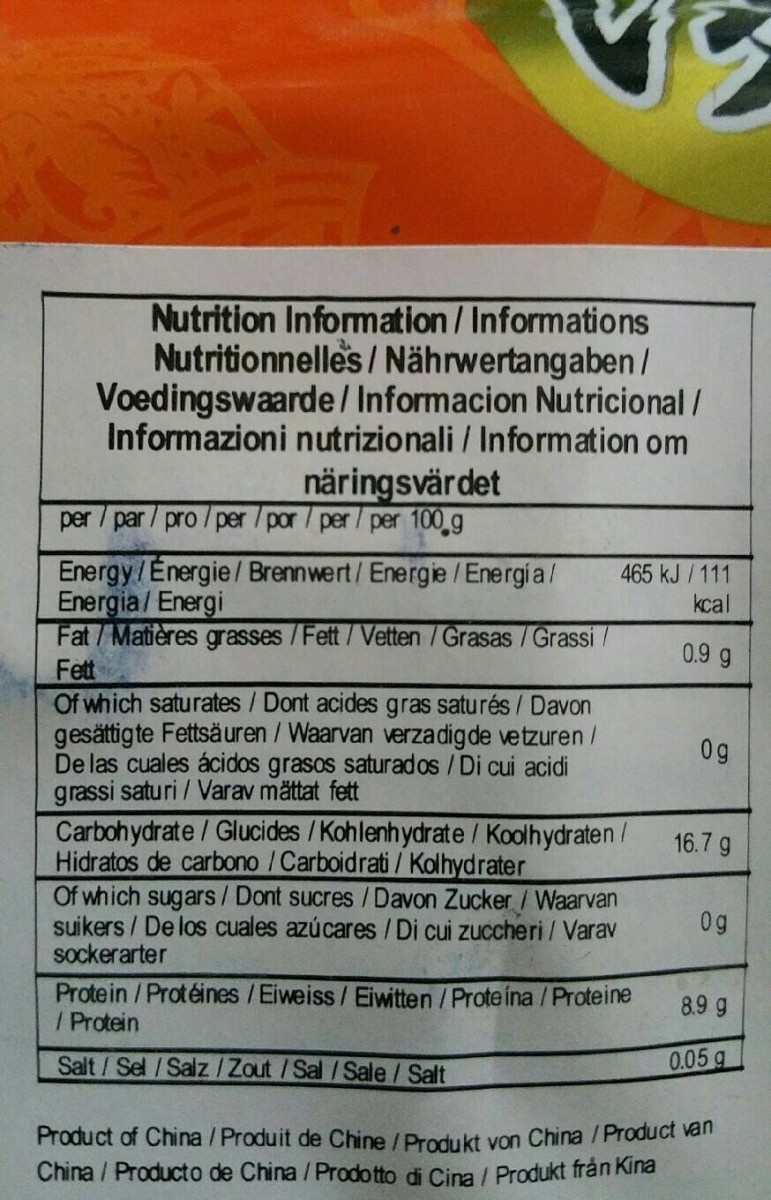 Nutrition Information / Informations
Nutritionnelles / Nährwertangaben /
Voedingswaarde / Informacion Nutricional /
Informazioni nutrizionali / Information om
näringsvärdet
per / par / pro / per / por / per / per 100 g
Energy / Énergie / Brennwert / Energie / Energia / 465 kJ / 111
Energia / Energi kcal
Fat / Matières grasses / Fett / Vetten / Grasas / Grassi /
Fett 0.9 g
Of which saturates / Dont acides gras saturés / Davon
gesättigte Fettsäuren / Waarvan verzadigde vetzuren /
De las cuales ácidos grasos saturados / Di cui acidi 0 g
grassi saturi / Varav mättat fett
Carbohydrate / Glucides / Kohlenhydrate / Koolhydraten / 16.7 g
Hidratos de carbono / Carboidrati / Kolhydrater
Of which sugars / Dont sucres / Davon Zucker / Waarvan
suikers / De los cuales azúcares / Di cui zuccheri / Varav 0 g
sockerarter
Protein / Protéines / Eiweiss / Eiwitten / Proteína / Proteine 8.9 g
/ Protein
Salt / Sel / Salz / Zout / Sal / Sale / Salt 0.05 g
Product of China / Produit de Chine / Produkt von China / Product van
China / Producto de China / Prodotto di Cina / Produkt från Kina